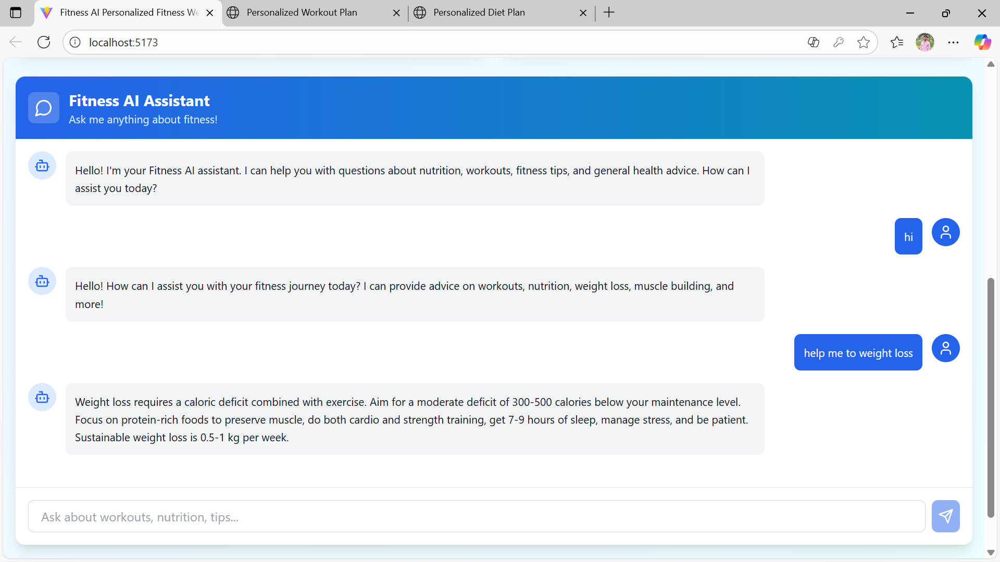 Fitness AI Personalized Fitness We
Personalized Workout Plan
Personalized Diet Plan
localhost:5173
Fitness AI Assistant
Ask me anything about fitness!
Hello! I'm your Fitness AI assistant. I can help you with questions about nutrition, workouts, fitness tips, and general health advice. How can I
assist you today?
hi
Hello! How can I assist you with your fitness journey today? I can provide advice on workouts, nutrition, weight loss, muscle building, and
more!
help me to weight loss
Weight loss requires a caloric deficit combined with exercise. Aim for a moderate deficit of 300-500 calories below your maintenance level.
Focus on protein-rich foods to preserve muscle, do both cardio and strength training, get 7-9 hours of sleep, manage stress, and be patient.
Sustainable weight loss is 0.5-1 kg per week.
Ask about workouts, nutrition, tips...